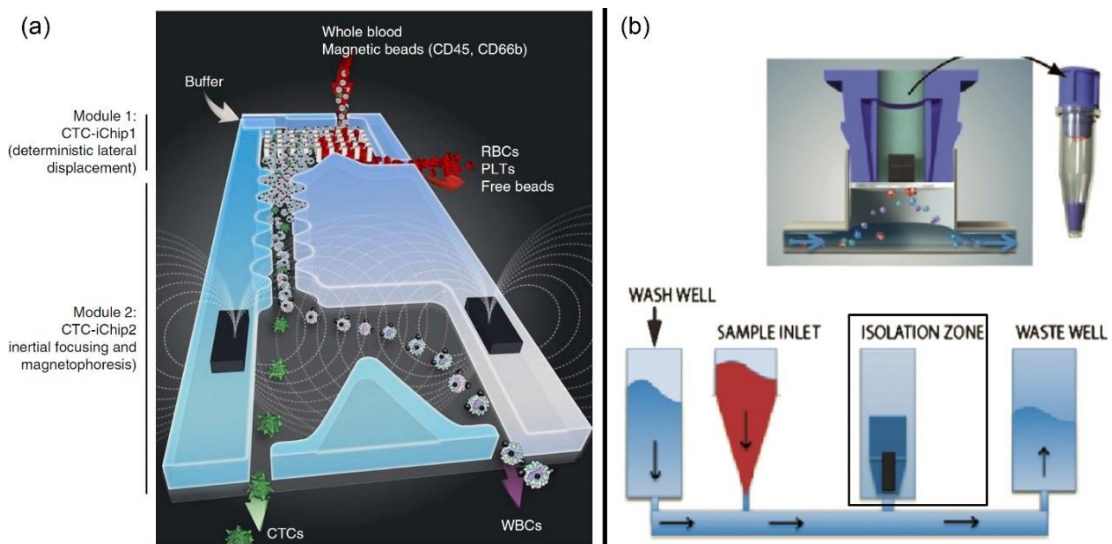 (a)
Whole blood
Magnetic beads (CD45, CD66b)
Buffer
Module 1:
CTC-iChip1
(deterministic lateral
displacement)
RBCs
PLTs
Free beads
Module 2:
CTC-iChip2
inertial focusing and
magnetophoresis)
CTCs
WBCs
(b)
WASH WELL
SAMPLE INLET
ISOLATION ZONE
WASTE WELL